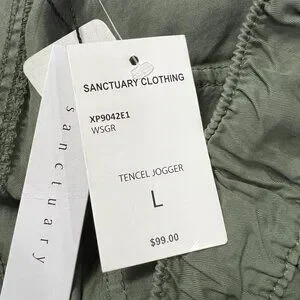 SANCTUARY CLOTHING
XP9042E1
WSGR
TENCEL JOGGER
L
$99.00
sanctuary